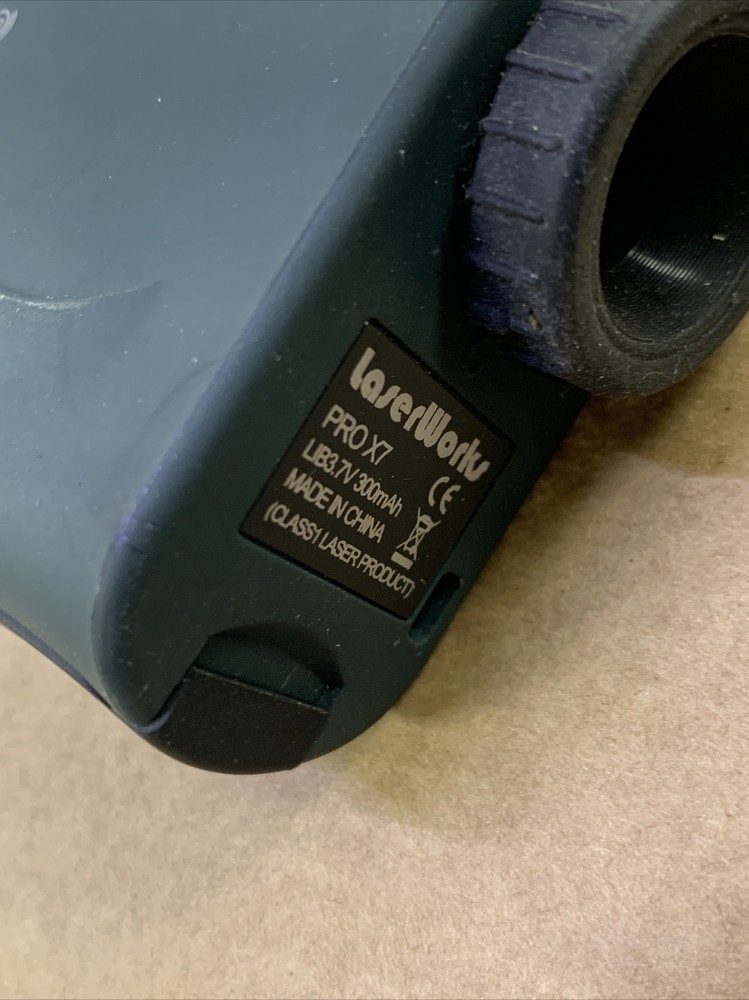 LaserWorks
PRO X7
LIB3.7V 300mAh
MADE IN CHINA
(CLASS1 LASER PRODUCT)
CE